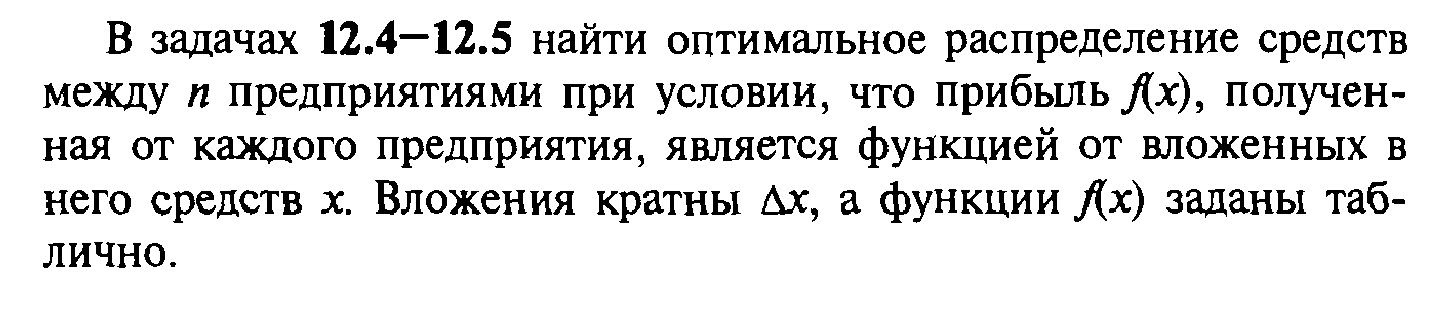 В задачах 12.4—12.5 найти оптимальное распределение средств
между n предприятиями при условии, что прибыль f(x), получен-
ная от каждого предприятия, является функцией от вложенных в
него средств x. Вложения кратны Δx, а функции f(x) заданы таб-
лично.